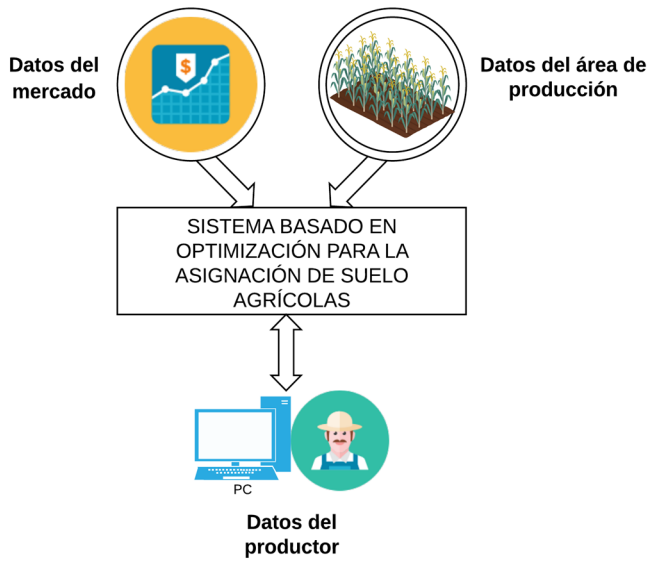 Datos del
mercado
$
Datos del área de
producción
SISTEMA BASADO EN
OPTIMIZACIÓN PARA LA
ASIGNACIÓN DE SUELO
AGRÍCOLAS
PC
Datos del
productor